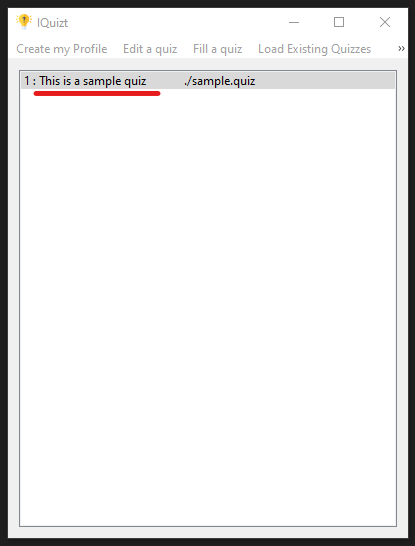 IQuizt
Create my Profile Edit a quiz Fill a quiz Load Existing Quizzes »
1 : This is a sample quiz ./sample.quiz